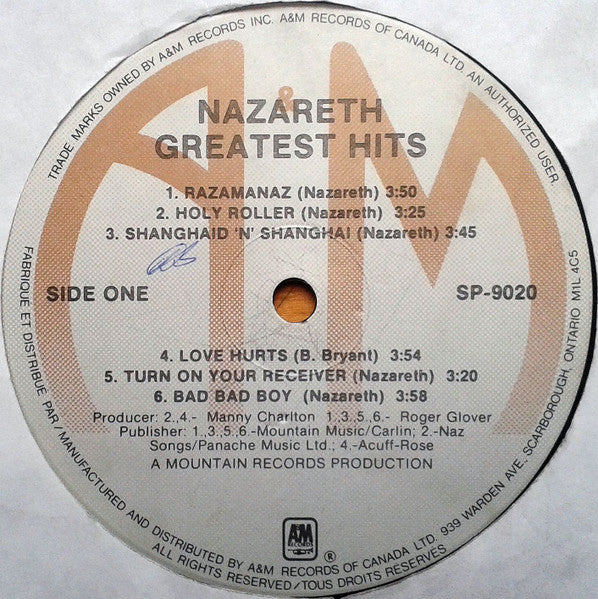 TRADE MARKS OWNED BY A&M RECORDS INC. A&M RECORDS OF CANADA LTD. AN AUTHORIZED USER.
&
NAZARETH
GREATEST HITS
1. RAZAMANAZ (Nazareth) 3:50
2. HOLY ROLLER (Nazareth) 3:25
3. SHANGHAID 'N' SHANGHAI (Nazareth) 3:45
SIDE ONE
SP-9020
4. LOVE HURTS (B. Bryant) 3:54
5. TURN ON YOUR RECEIVER (Nazareth) 3:20
6. BAD BAD BOY (Nazareth) 3:58
Producer: 2.,4.- Manny Charlton 1.,3.,5.,6.- Roger Glover
Publisher: 1.,3.,5.,6.-Mountain Music/Carlin; 2.-Naz
Songs/Panache Music Ltd.; 4.-Acuff-Rose
A MOUNTAIN RECORDS PRODUCTION
A&M
RECORDS
®
FABRIQUÉ ET DISTRIBUÉ PAR / MANUFACTURED AND DISTRIBUTED BY A&M RECORDS OF CANADA LTD. 939 WARDEN AVE. SCARBOROUGH, ONTARIO M1L 4C5
ALL RIGHTS RESERVED / TOUS DROITS RÉSERVÉS